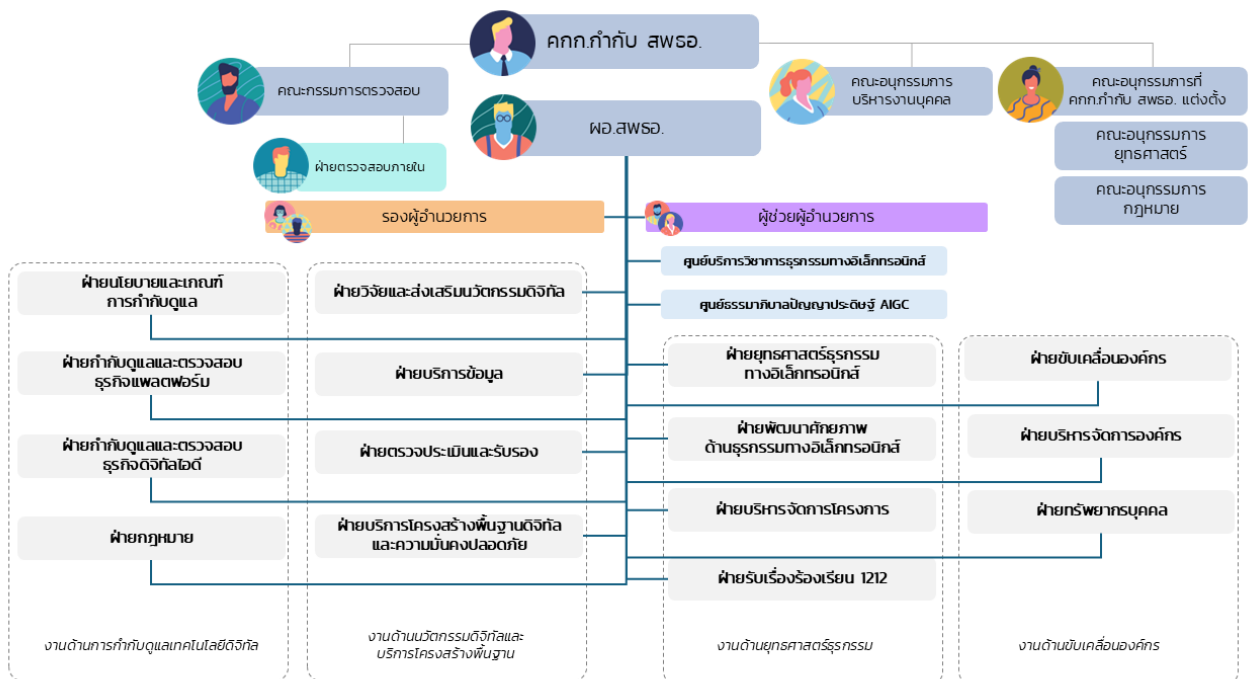 คกก.กำกับ สพธอ.
คณะกรรมการตรวจสอบ
คณะอนุกรรมการ
บริหารงานบุคคล
คณะอนุกรรมการที่
คกก.กำกับ สพธอ. แต่งตั้ง
ผอ.สพธอ.
คณะอนุกรรมการ
ยุทธศาสตร์
ฝ่ายตรวจสอบภายใน
คณะอนุกรรมการ
กฎหมาย
รองผู้อำนวยการ
ผู้ช่วยผู้อำนวยการ
ศูนย์บริการวิชาการธุรกรรมทางอิเล็กทรอนิกส์
ศูนย์ธรรมาภิบาลปัญญาประดิษฐ์ AIGC
ฝ่ายนโยบายและเกณฑ์
การกำกับดูแล
ฝ่ายกำกับดูแลและตรวจสอบ
ธุรกิจแพลตฟอร์ม
ฝ่ายกำกับดูแลและตรวจสอบ
ธุรกิจดิจิทัลไอดี
ฝ่ายกฎหมาย
งานด้านการกำกับดูแลเทคโนโลยีดิจิทัล
ฝ่ายวิจัยและส่งเสริมนวัตกรรมดิจิทัล
ฝ่ายบริการข้อมูล
ฝ่ายตรวจประเมินและรับรอง
ฝ่ายบริการโครงสร้างพื้นฐานดิจิทัล
และความมั่นคงปลอดภัย
งานด้านนวัตกรรมดิจิทัลและ
บริการโครงสร้างพื้นฐาน
ฝ่ายยุทธศาสตร์ธุรกรรม
ทางอิเล็กทรอนิกส์
ฝ่ายพัฒนาศักยภาพ
ด้านธุรกรรมทางอิเล็กทรอนิกส์
ฝ่ายบริหารจัดการโครงการ
ฝ่ายรับเรื่องร้องเรียน 1212
งานด้านยุทธศาสตร์ธุรกรรม
ฝ่ายขับเคลื่อนองค์กร
ฝ่ายบริหารจัดการองค์กร
ฝ่ายทรัพยากรบุคคล
งานด้านขับเคลื่อนองค์กร